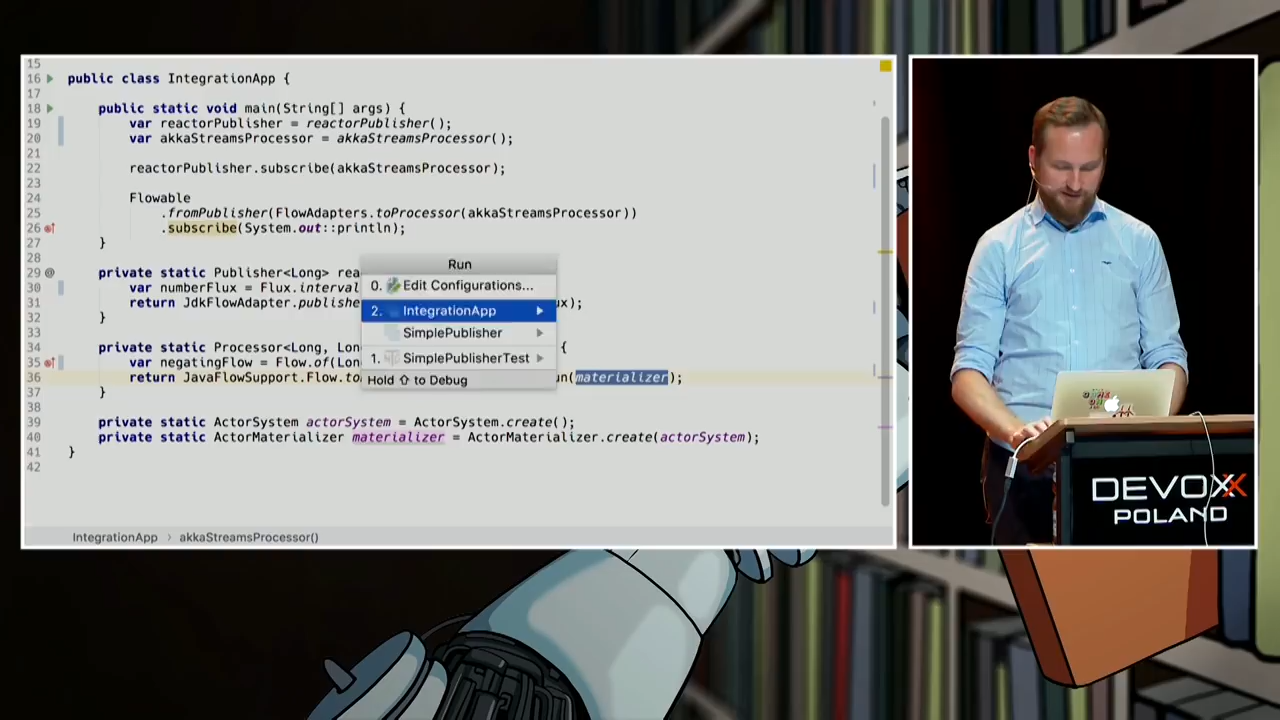 15
16 public class IntegrationApp {
17
18 public static void main(String[] args) {
19 var reactorPublisher = reactorPublisher();
20 var akkaStreamsProcessor = akkaStreamsProcessor();
21
22 reactorPublisher.subscribe(akkaStreamsProcessor);
23
24 Flowable
25 .fromPublisher(FlowAdapters.toProcessor(akkaStreamsProcessor))
26 .subscribe(System.out::println);
27 }
28
29 @ private static Publisher<Long> rea
30 var numberFlux = Flux.interval
31 return JdkFlowAdapter.publishe ux);
32 }
33
34 private static Processor<Long, Lon {
35 var negatingFlow = Flow.of(Lon
36 return JavaFlowSupport.Flow.to un(materializer);
37 }
38
39 private static ActorSystem actorSystem = ActorSystem.create();
40 private static ActorMaterializer materializer = ActorMaterializer.create(actorSystem);
41 }
42
Run
0. Edit Configurations...
2. IntegrationApp
SimplePublisher
1. SimplePublisherTest
Hold ⇧ to Debug
IntegrationApp › akkaStreamsProcessor()
DEVOXX
POLAND